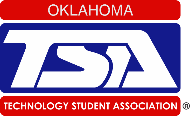 OKLAHOMA
TSA
TECHNOLOGY STUDENT ASSOCIATION ®